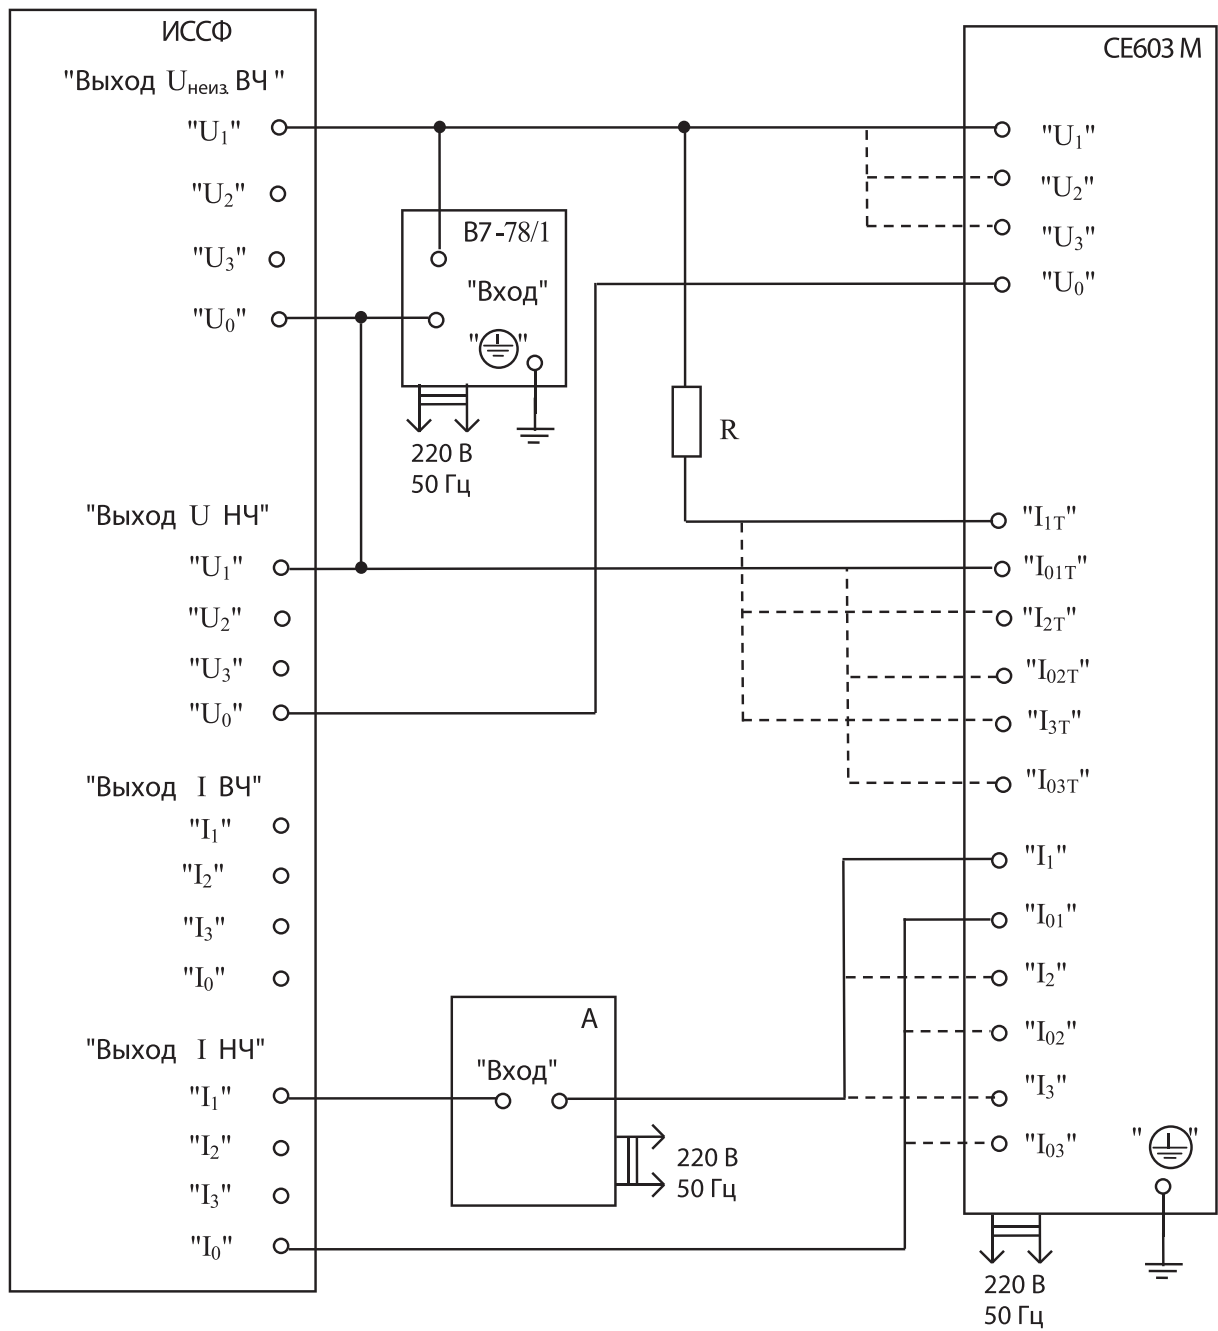 ИССФ
"Выход Uнеиз. ВЧ "
"U1"
"U2"
"U3"
"U0"
"Выход U НЧ"
"U1"
"U2"
"U3"
"U0"
"Выход I ВЧ"
"I1"
"I2"
"I3"
"I0"
"Выход I НЧ"
"I1"
"I2"
"I3"
"I0"
В7-78/1
"Вход"
" "
220 В
50 Гц
R
А
"Вход"
220 В
50 Гц
СЕ603 М
"U1"
"U2"
"U3"
"U0"
"I1Т"
"I01Т"
"I2Т"
"I02Т"
"I3Т"
"I03Т"
"I1"
"I01"
"I2"
"I02"
"I3"
"I03"
" "
220 В
50 Гц